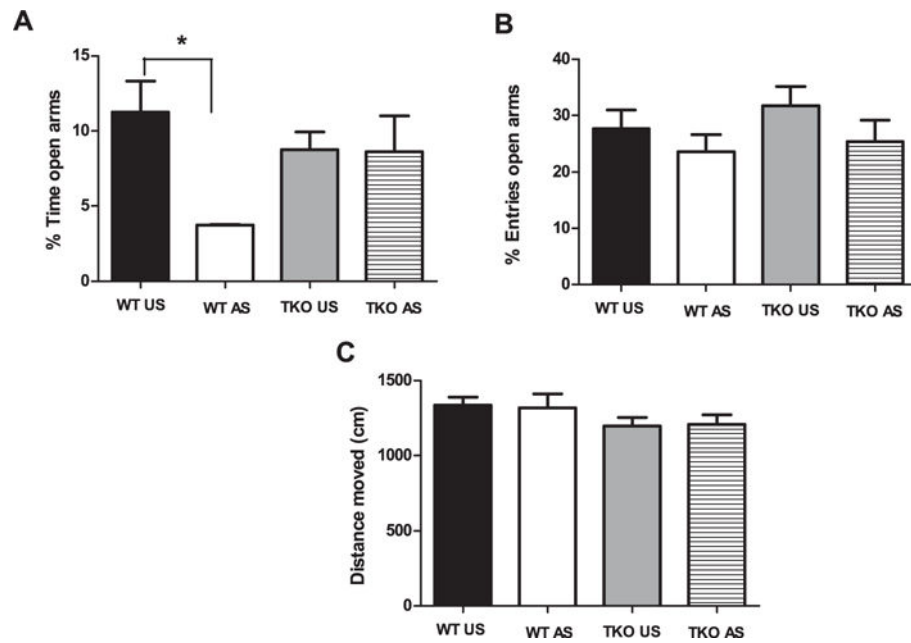 A
*
% Time open arms
15
10
5
0
WT US
WT AS
TKO US
TKO AS
B
% Entries open arms
40
30
20
10
0
WT US
WT AS
TKO US
TKO AS
C
Distance moved (cm)
1500
1000
500
0
WT US
WT AS
TKO US
TKO AS